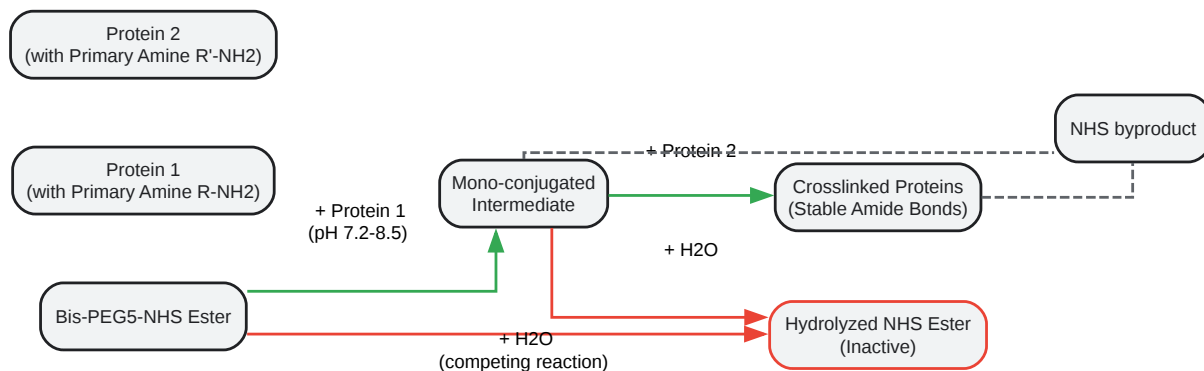 Protein 2
(with Primary Amine R'-NH2)
NHS byproduct
+ Protein 2
Protein 1
(with Primary Amine R-NH2)
Mono-conjugated
Intermediate
Crosslinked Proteins
(Stable Amide Bonds)
+ Protein 1
(pH 7.2-8.5)
+ H2O
Bis-PEG5-NHS Ester
Hydrolyzed NHS Ester
(Inactive)
+ H2O
(competing reaction)